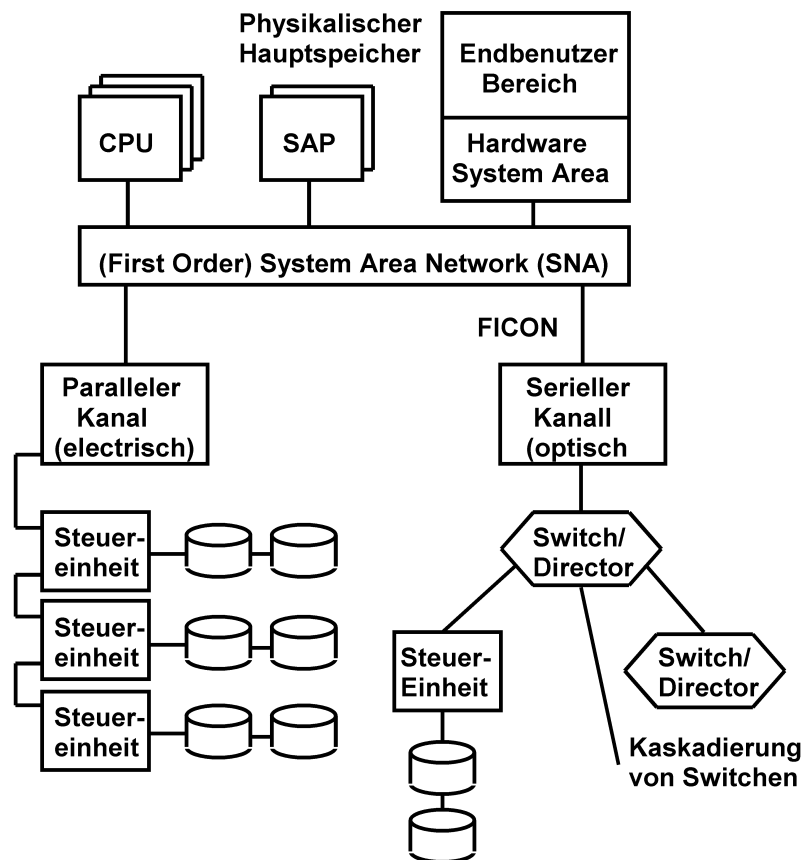 Physikalischer
Hauptspeicher
Endbenutzer
Bereich
CPU
SAP
Hardware
System Area
(First Order) System Area Network (SNA)
FICON
Paralleler
Kanal
(electrisch)
Serieller
Kanall
(optisch
Steuer-
einheit
Switch/
Director
Steuer-
einheit
Steuer-
Einheit
Switch/
Director
Steuer-
einheit
Kaskadierung
von Switchen